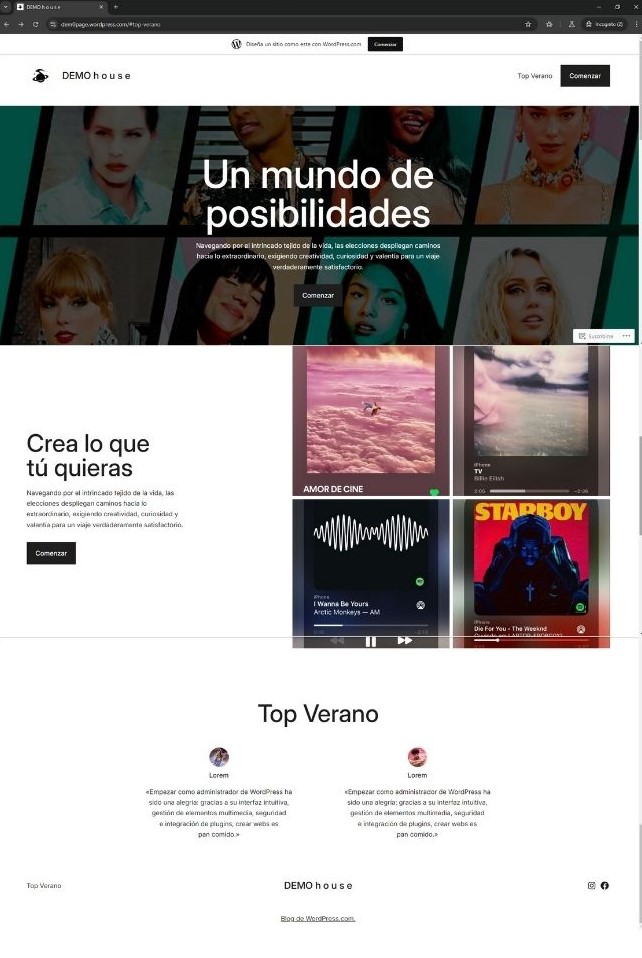 DEMO h o u s e
dem0page.wordpress.com/#top-verano
Incognito (2)
Diseña un sitio como este con WordPress.com
Comenzar
DEMO h o u s e
Top Verano
Comenzar
Un mundo de
posibilidades
Navegando por el intrincado tejido de la vida, las elecciones despliegan caminos
hacia lo extraordinario, exigiendo creatividad, curiosidad y valentía para un viaje
verdaderamente satisfactorio.
Comenzar
Suscribirse
Crea lo que
tú quieras
Navegando por el intrincado tejido de la vida, las
elecciones despliegan caminos hacia lo
extraordinario, exigiendo creatividad, curiosidad y
valentía para un viaje verdaderamente satisfactorio.
Comenzar
AMOR DE CINE
iPhone
TV
Billie Eilish
iPhone
I Wanna Be Yours
Arctic Monkeys — AM
STARBOY
iPhone
Die For You • The Weeknd
Top Verano
Lorem
«Empezar como administrador de WordPress ha
sido una alegría: gracias a su interfaz intuitiva,
gestión de elementos multimedia, seguridad
e integración de plugins, crear webs es
pan comido.»
Lorem
«Empezar como administrador de WordPress ha
sido una alegría: gracias a su interfaz intuitiva,
gestión de elementos multimedia, seguridad
e integración de plugins, crear webs es
pan comido.»
Top Verano
DEMO h o u s e
Blog de WordPress.com.